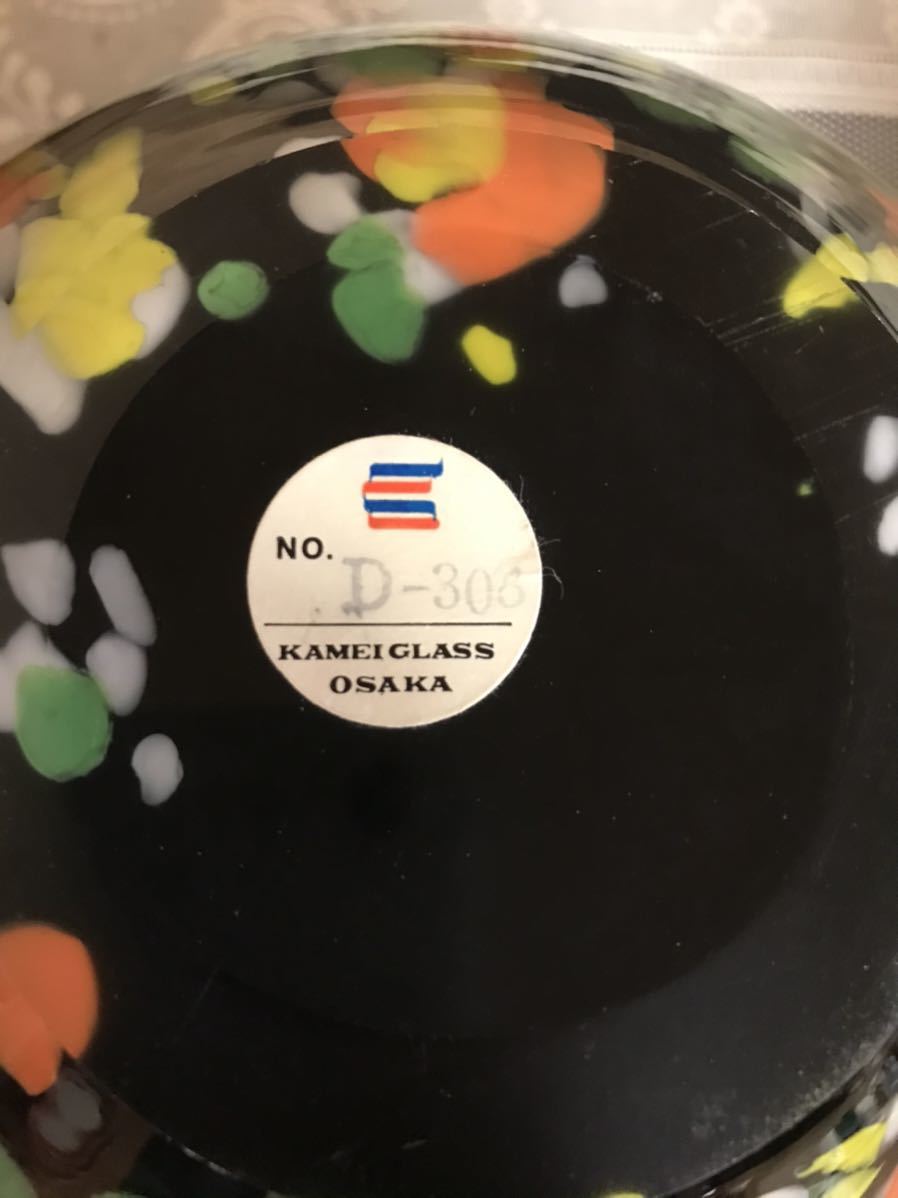 NO. D-306
KAMEI GLASS
OSAKA